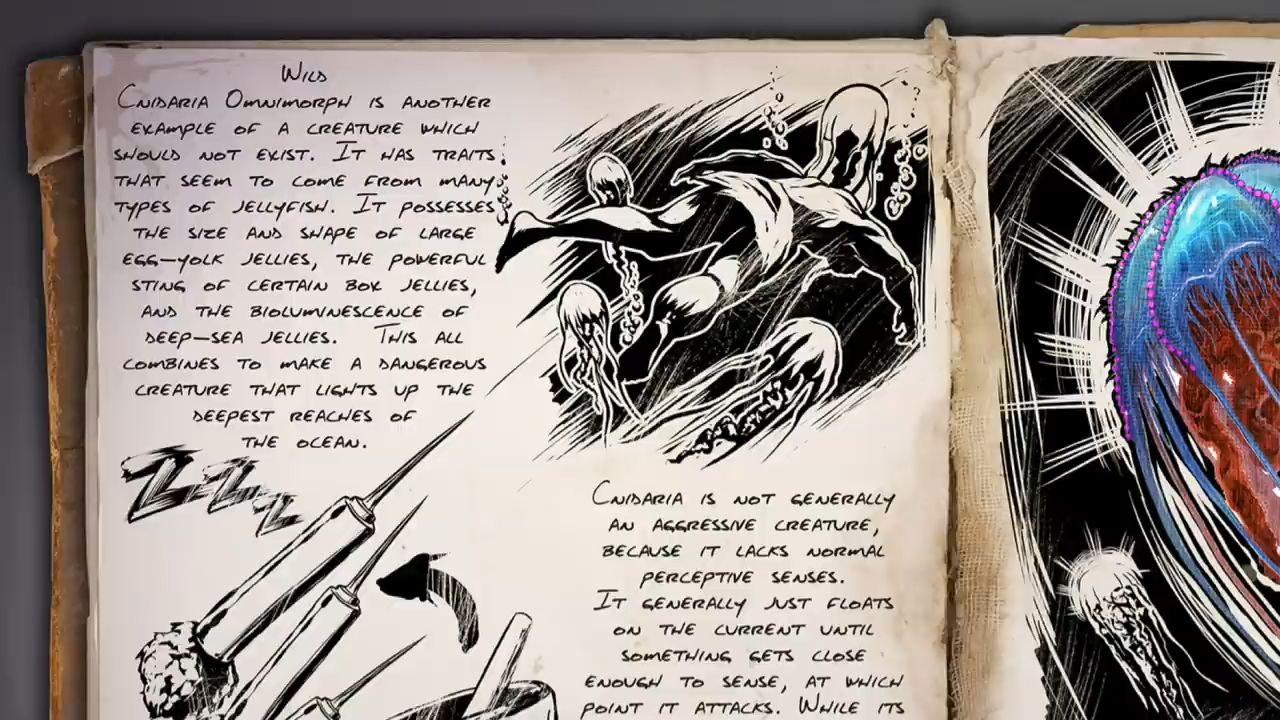 Wild
Cnidaria Omnimorph is another
example of a creature which
should not exist. It has traits
that seem to come from many
types of jellyfish. It possesses
the size and shape of large
egg-yolk jellies, the powerful
sting of certain box jellies,
and the bioluminescence of
deep-sea jellies. This all
combines to make a dangerous
creature that lights up the
deepest reaches of
the ocean.
ZZZ
Cnidaria is not generally
an aggressive creature,
because it lacks normal
perceptive senses.
It generally just floats
on the current until
something gets close
enough to sense, at which
point it attacks. While its